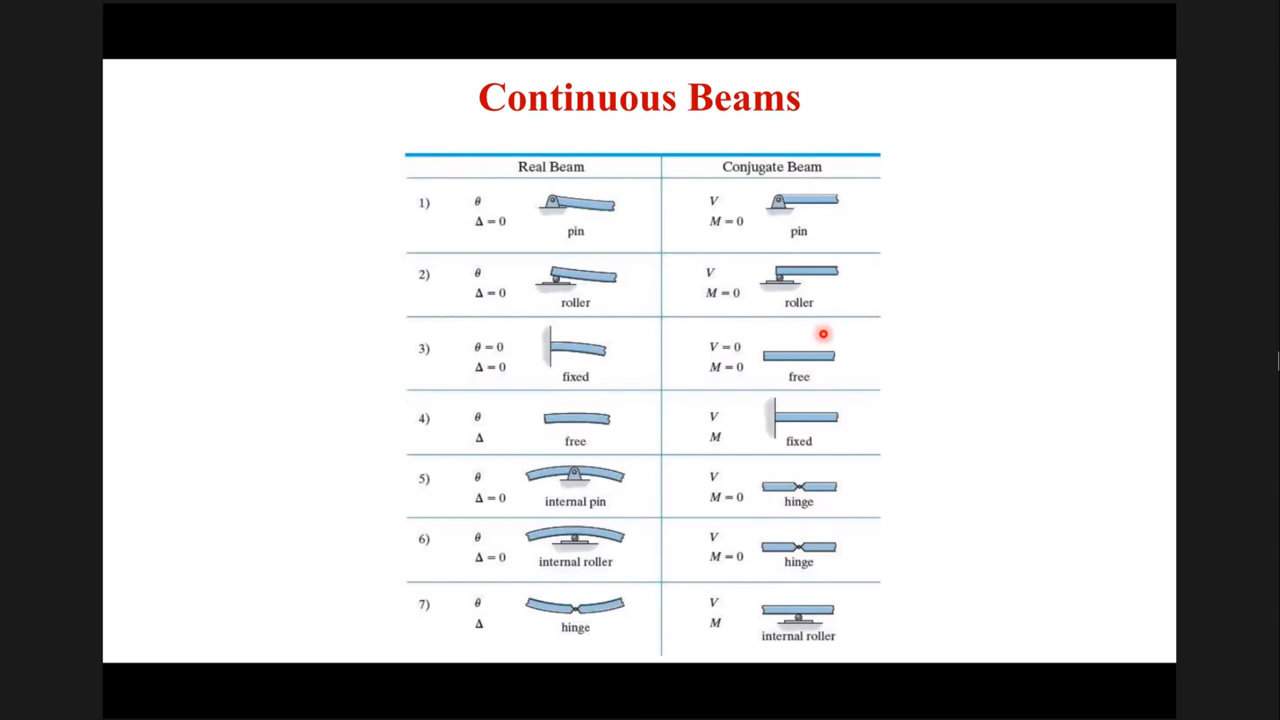 Continuous Beams
Real Beam Conjugate Beam
1) θ V
Δ = 0 M = 0
pin pin
2) θ V
Δ = 0 M = 0
roller roller
3) θ = 0 V = 0
Δ = 0 M = 0
fixed free
4) θ V
Δ M
free fixed
5) θ V
Δ = 0 M = 0
internal pin hinge
6) θ V
Δ = 0 M = 0
internal roller hinge
7) θ V
Δ M
hinge internal roller